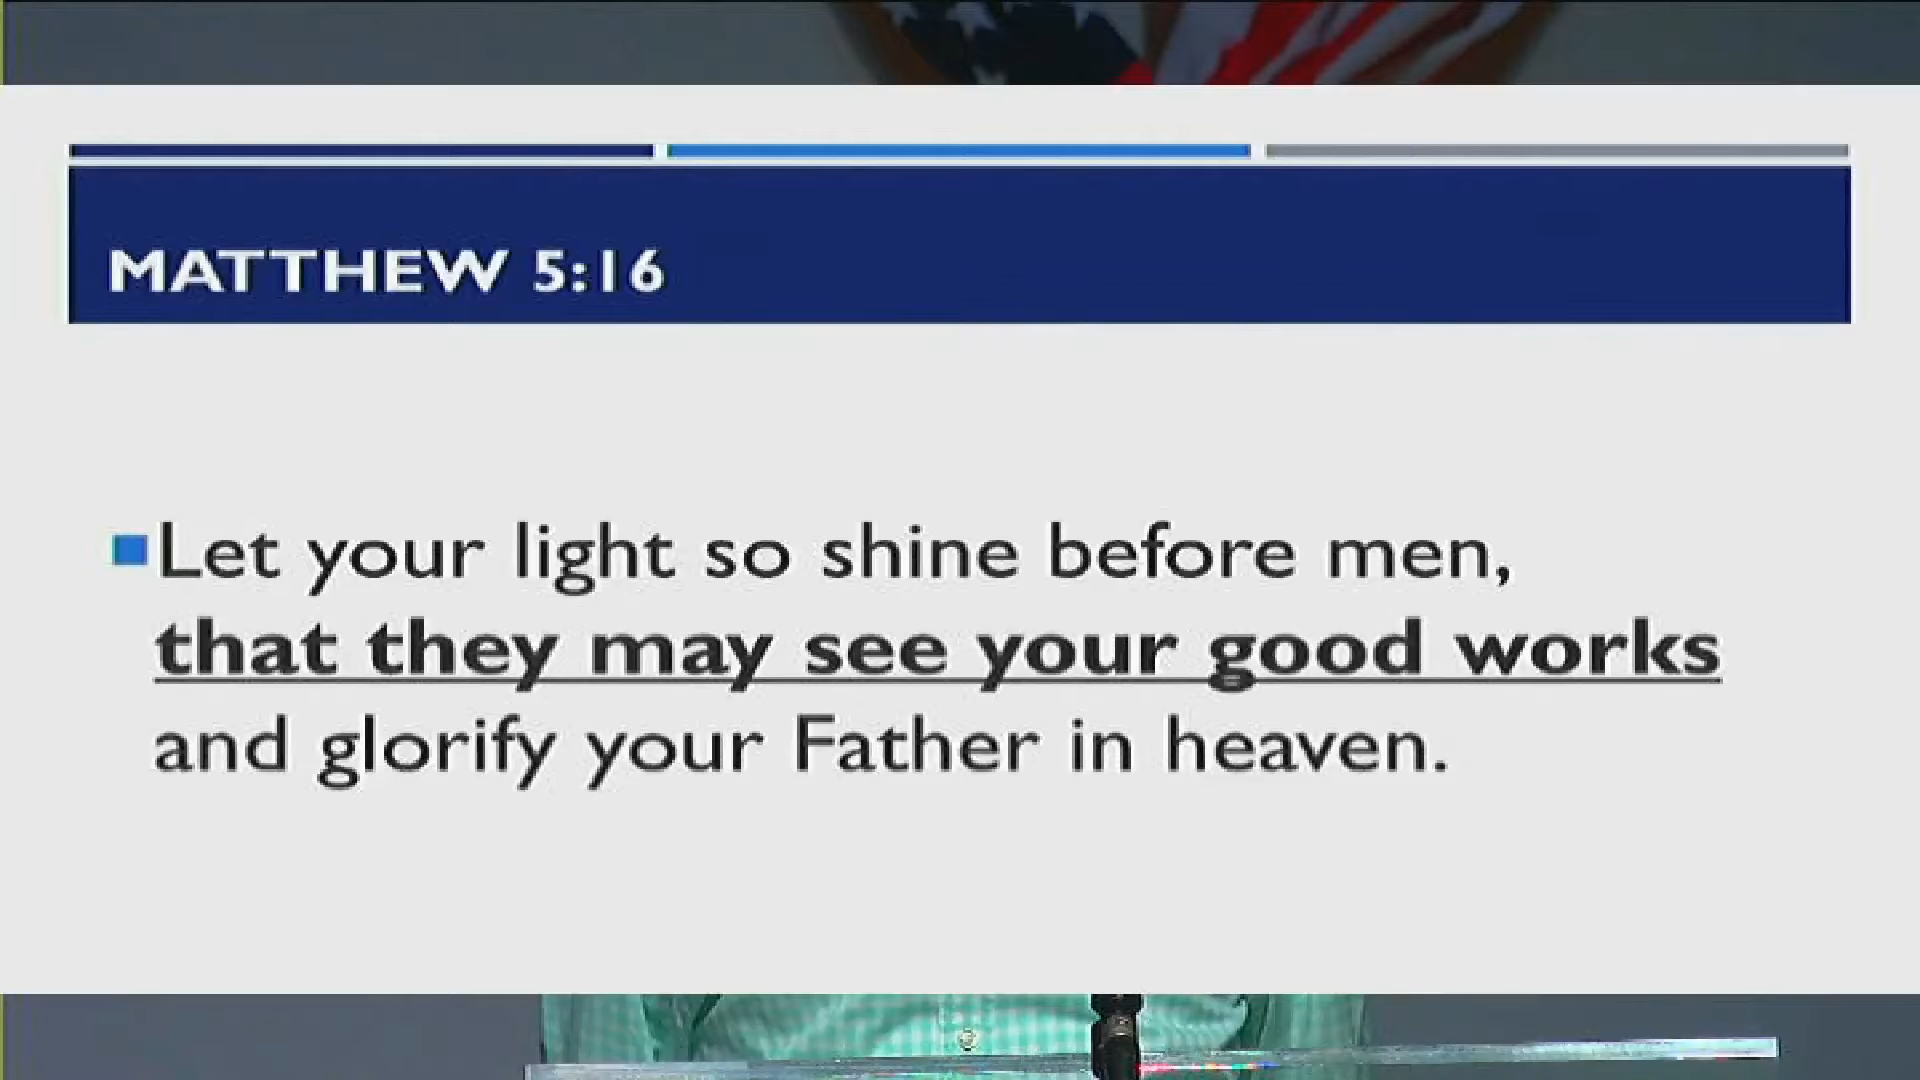 MATTHEW 5:16
Let your light so shine before men,
that they may see your good works
and glorify your Father in heaven.